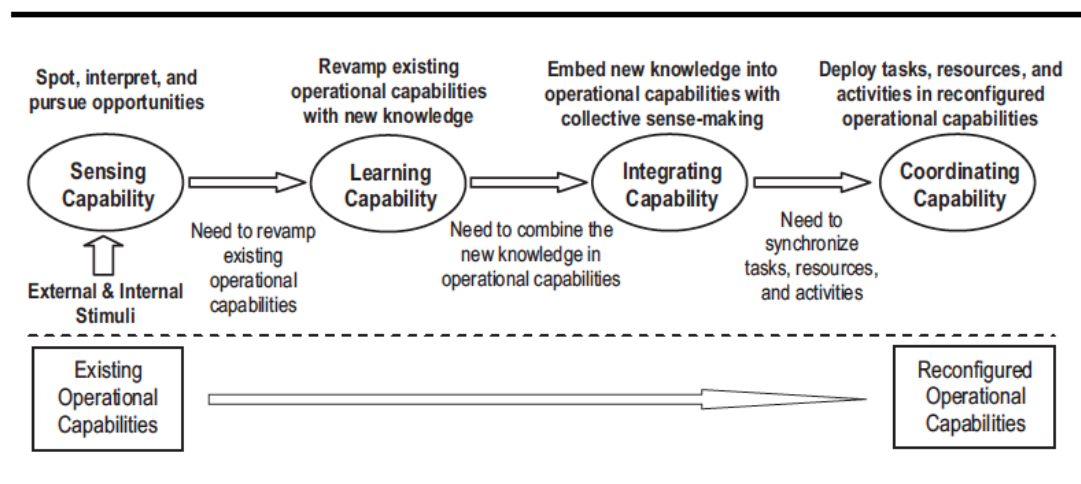 Spot, interpret, and
pursue opportunities
Revamp existing
operational capabilities
with new knowledge
Embed new knowledge into
operational capabilities with
collective sense-making
Deploy tasks, resources, and
activities in reconfigured
operational capabilities
Sensing
Capability
Learning
Capability
Integrating
Capability
Coordinating
Capability
Need to revamp
existing
operational
capabilities
Need to combine the
new knowledge in
operational capabilities
Need to
synchronize
tasks, resources,
and activities
External & Internal
Stimuli
Existing
Operational
Capabilities
Reconfigured
Operational
Capabilities